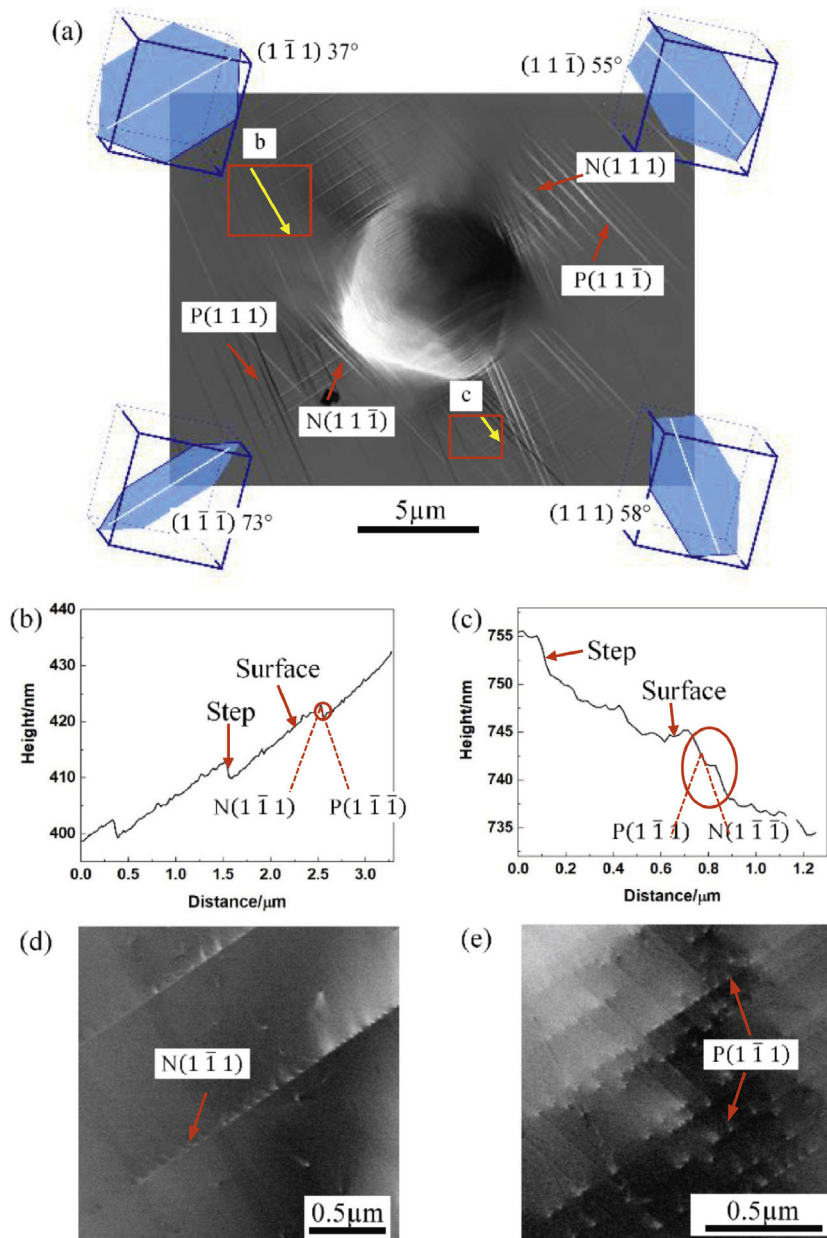 (a)
(1 1̅ 1) 37°
(1 1 1̅) 55°
b
N(1 1 1)
P(1 1 1̅)
P(1 1 1)
N(1 1 1̅)
c
(1 1̅ 1̅) 73°
5μm
(1 1 1) 58°
(b)
440
430
420
410
400
Height/nm
Surface
Step
N(1 1̅ 1)
P(1 1̅ 1̅)
0.0 0.5 1.0 1.5 2.0 2.5 3.0
Distance/μm
(c)
755
750
745
740
735
Height/nm
Step
Surface
P(1 1̅ 1)
N(1 1̅ 1̅)
0.0 0.2 0.4 0.6 0.8 1.0 1.2
Distance/μm
(d)
N(1 1̅ 1)
0.5μm
(e)
P(1 1̅ 1)
0.5μm